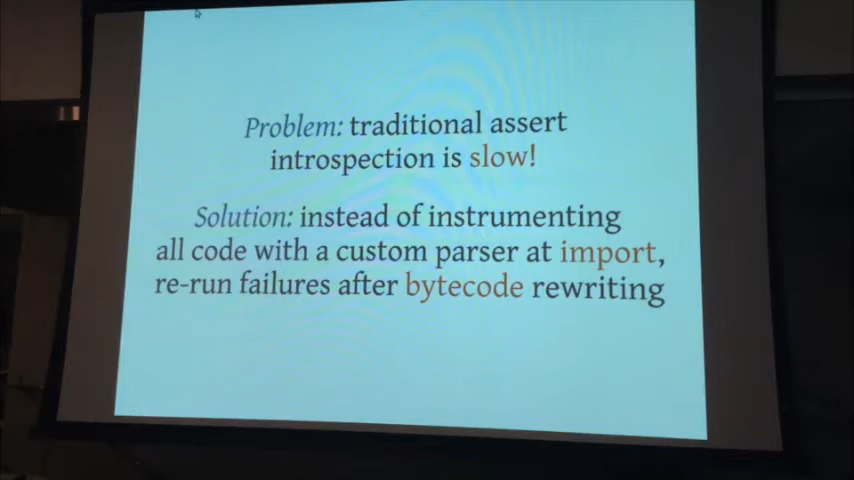 Problem: traditional assert
introspection is slow!
Solution: instead of instrumenting
all code with a custom parser at import,
re-run failures after bytecode rewriting